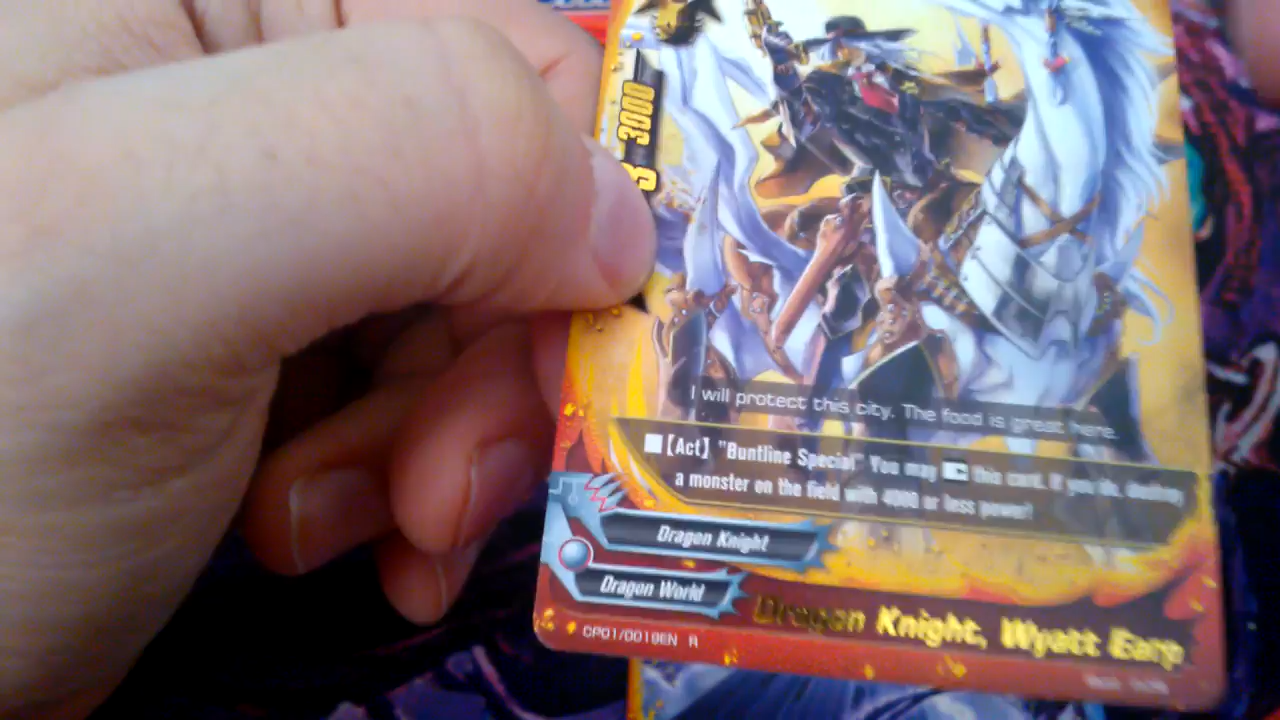 3000
3
I will protect this city. The food is great here.
■【Act】 "Buntline Special" You may this card. If you do, destroy
a monster on the field with 4000 or less power!
Dragon Knight
Dragon World
Dragon Knight, Wyatt Earp
CP01/0019EN R